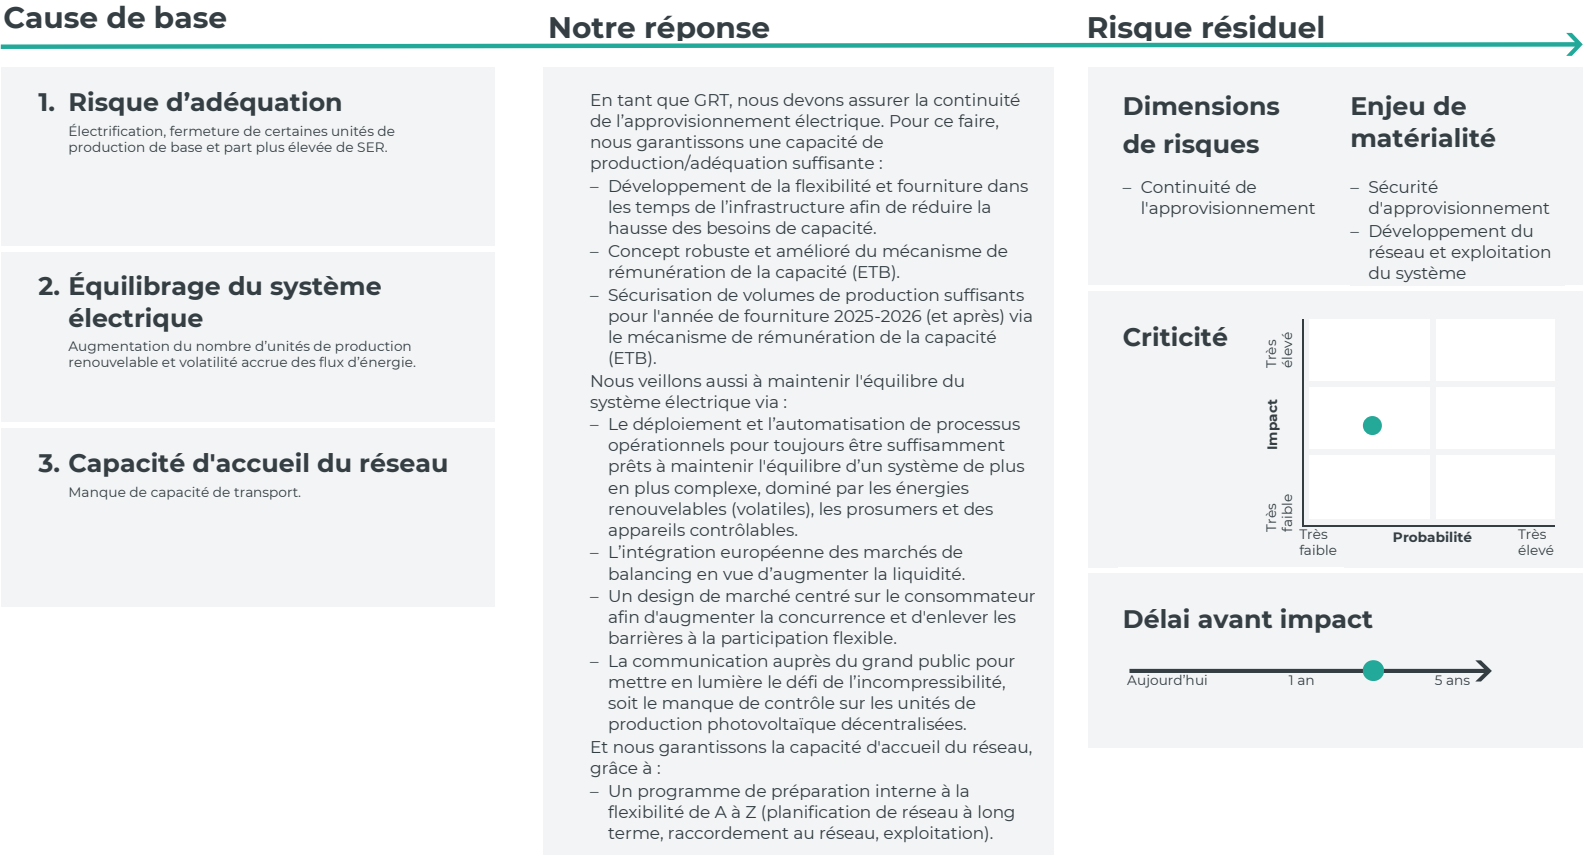 Cause de base
Notre réponse
Risque résiduel
1. Risque d’adéquation
Électrification, fermeture de certaines unités de
production de base et part plus élevée de SER.
2. Équilibrage du système
électrique
Augmentation du nombre d’unités de production
renouvelable et volatilité accrue des flux d’énergie.
3. Capacité d'accueil du réseau
Manque de capacité de transport.
En tant que GRT, nous devons assurer la continuité
de l’approvisionnement électrique. Pour ce faire,
nous garantissons une capacité de
production/adéquation suffisante :
– Développement de la flexibilité et fourniture dans
les temps de l’infrastructure afin de réduire la
hausse des besoins de capacité.
– Concept robuste et amélioré du mécanisme de
rémunération de la capacité (ETB).
– Sécurisation de volumes de production suffisants
pour l'année de fourniture 2025-2026 (et après) via
le mécanisme de rémunération de la capacité
(ETB).
Nous veillons aussi à maintenir l'équilibre du
système électrique via :
– Le déploiement et l’automatisation de processus
opérationnels pour toujours être suffisamment
prêts à maintenir l'équilibre d’un système de plus
en plus complexe, dominé par les énergies
renouvelables (volatiles), les prosumers et des
appareils contrôlables.
– L’intégration européenne des marchés de
balancing en vue d’augmenter la liquidité.
– Un design de marché centré sur le consommateur
afin d'augmenter la concurrence et d'enlever les
barrières à la participation flexible.
– La communication auprès du grand public pour
mettre en lumière le défi de l’incompressibilité,
soit le manque de contrôle sur les unités de
production photovoltaïque décentralisées.
Et nous garantissons la capacité d'accueil du réseau,
grâce à :
– Un programme de préparation interne à la
flexibilité de A à Z (planification de réseau à long
terme, raccordement au réseau, exploitation).
Dimensions
de risques
– Continuité de
l'approvisionnement
Enjeu de
matérialité
– Sécurité
d'approvisionnement
– Développement du
réseau et exploitation
du système
Criticité
Très
élevé
Impact
Très
faible
Très
faible
Probabilité
Très
élevé
Délai avant impact
Aujourd’hui
1 an
5 ans